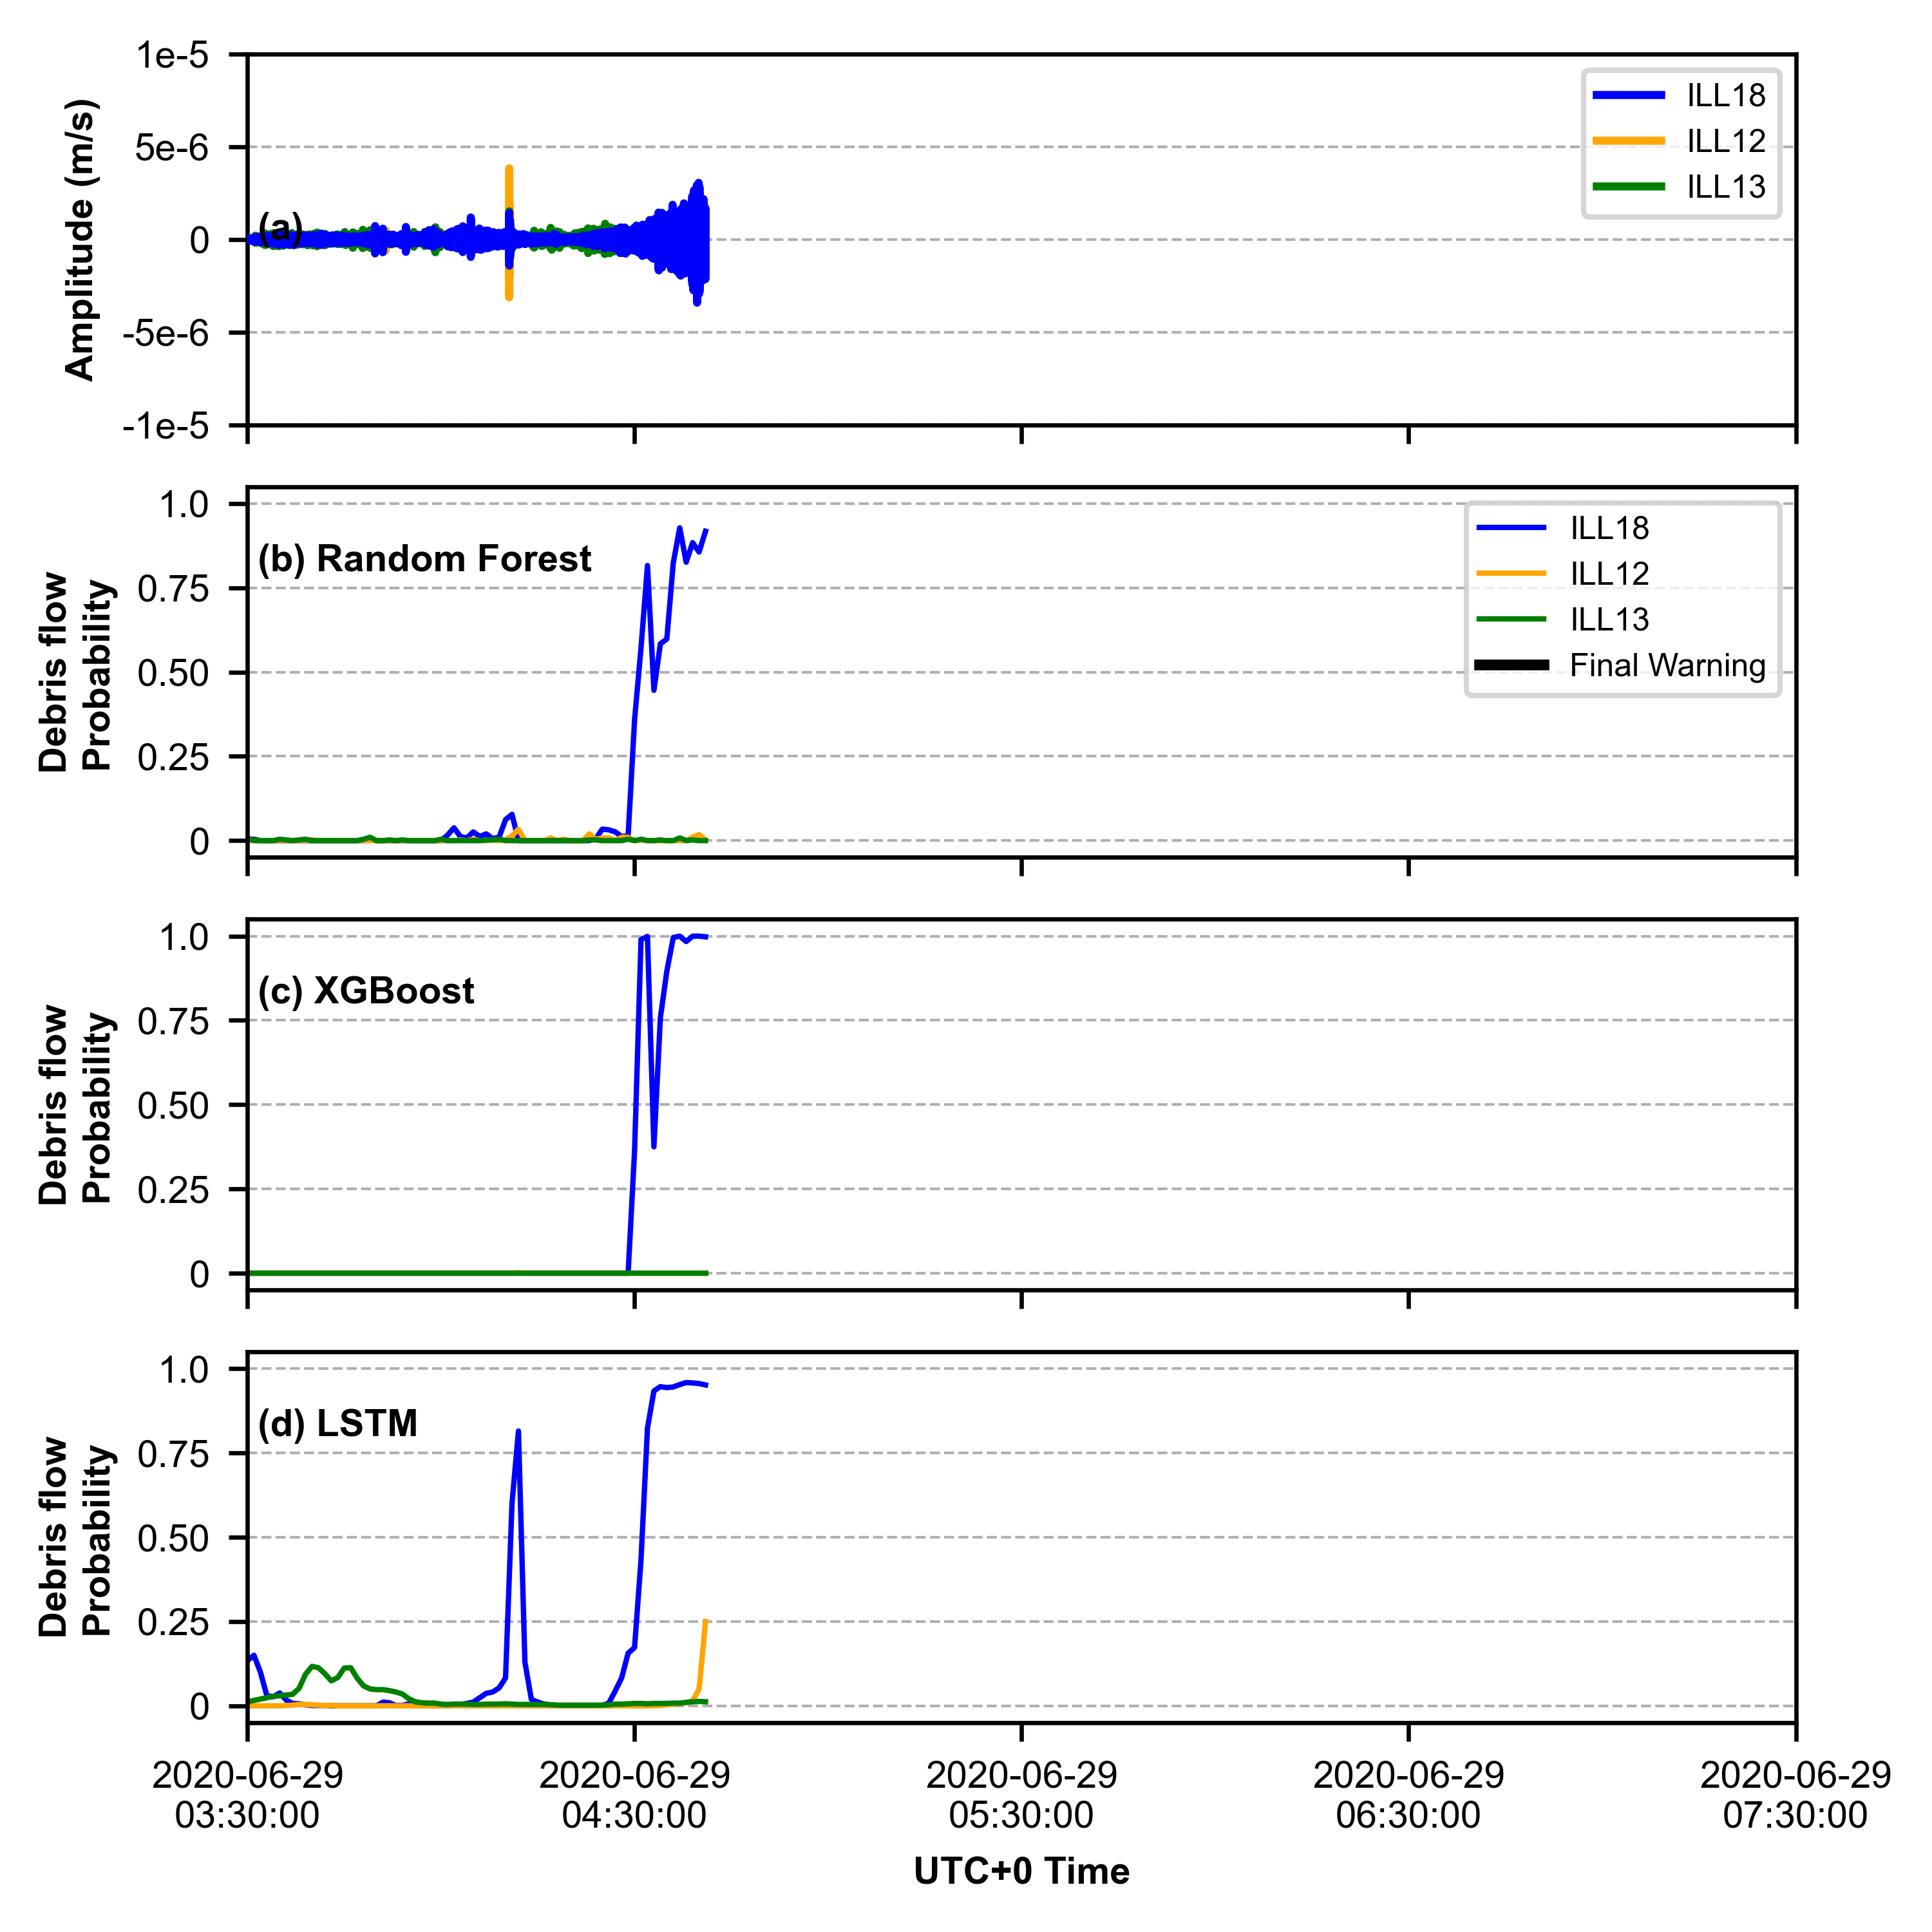 1e-5
5e-6
0
-5e-6
-1e-5
Amplitude (m/s)
(a)
ILL18
ILL12
ILL13
1.0
0.75
0.50
0.25
0
Debris flow
Probability
(b) Random Forest
ILL18
ILL12
ILL13
Final Warning
1.0
0.75
0.50
0.25
0
Debris flow
Probability
(c) XGBoost
1.0
0.75
0.50
0.25
0
Debris flow
Probability
(d) LSTM
2020-06-29
03:30:00
2020-06-29
04:30:00
2020-06-29
05:30:00
2020-06-29
06:30:00
2020-06-29
07:30:00
UTC+0 Time